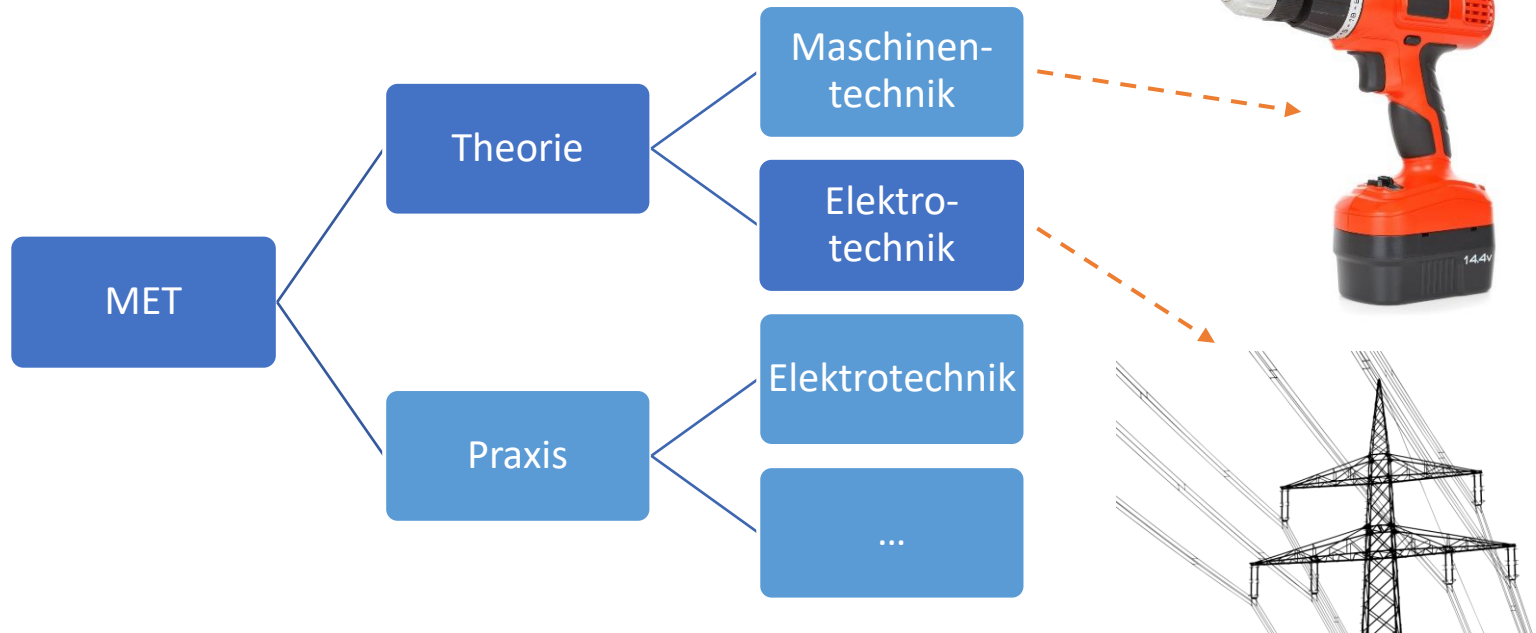 Maschinen-
technik
Theorie
Elektro-
technik
14.4v
MET
Elektrotechnik
Praxis
...